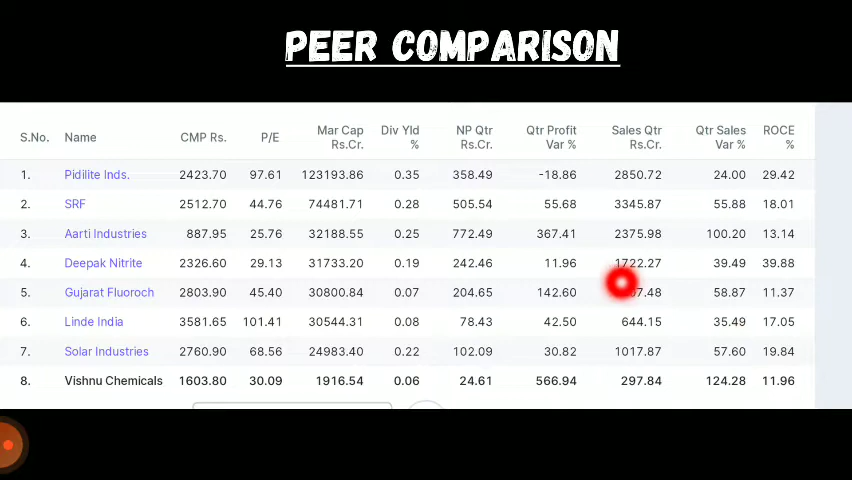 PEER COMPARISON
S.No. Name CMP Rs. P/E Mar Cap Rs.Cr. Div Yld % NP Qtr Rs.Cr. Qtr Profit Var % Sales Qtr Rs.Cr. Qtr Sales Var % ROCE %
1. Pidilite Inds. 2423.70 97.61 123193.86 0.35 358.49 -18.86 2850.72 24.00 29.42
2. SRF 2512.70 44.76 74481.71 0.28 505.54 55.68 3345.87 55.88 18.01
3. Aarti Industries 887.95 25.76 32188.55 0.25 772.49 367.41 2375.98 100.20 13.14
4. Deepak Nitrite 2326.60 29.13 31733.20 0.19 242.46 11.96 1722.27 39.49 39.88
5. Gujarat Fluoroch 2803.90 45.40 30800.84 0.07 204.65 142.60 58.87 11.37
6. Linde India 3581.65 101.41 30544.31 0.08 78.43 42.50 644.15 35.49 17.05
7. Solar Industries 2760.90 68.56 24983.40 0.22 102.09 30.82 1017.87 57.60 19.84
8. Vishnu Chemicals 1603.80 30.09 1916.54 0.06 24.61 566.94 297.84 124.28 11.96